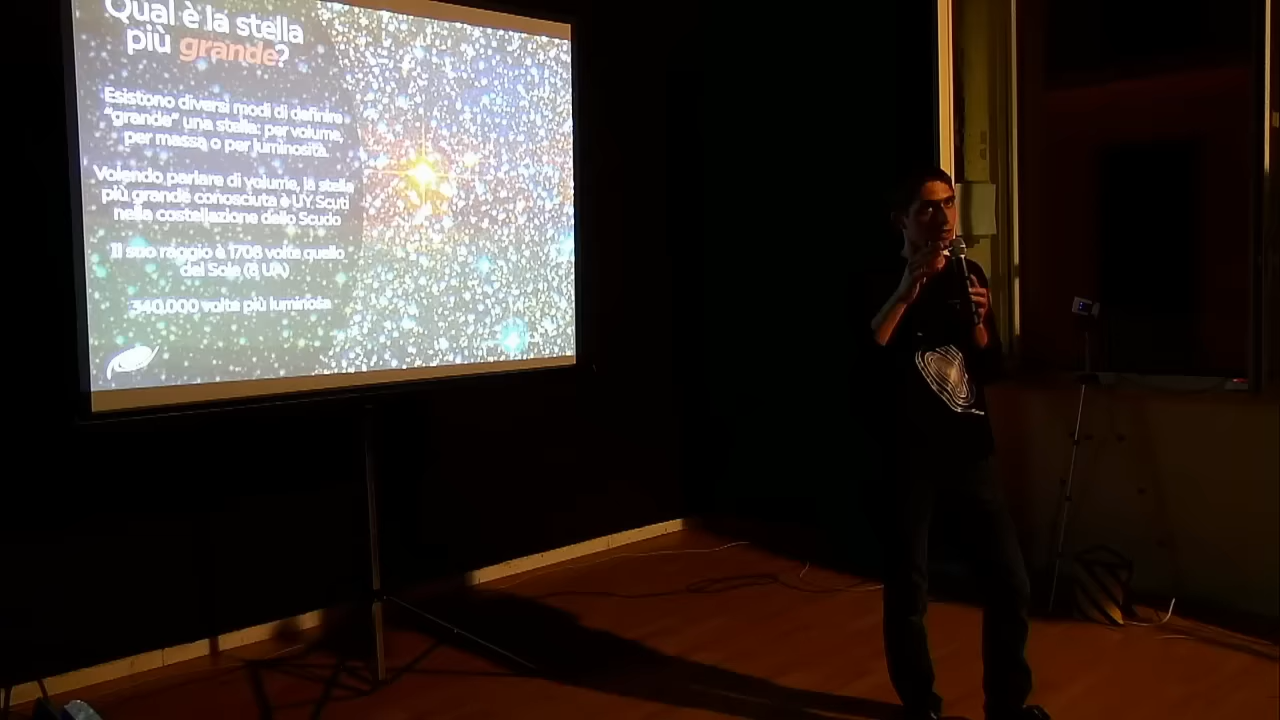 Qual è la stella
più grande?
Esistono diversi modi di definire
"grande" una stella: per volume,
per massa o per luminosità.
Volendo parlare di volume, la stella
più grande conosciuta è UY Scuti
nella costellazione dello Scudo
Il suo raggio è 1708 volte quello
del Sole (8 UA)
340.000 volte più luminosa